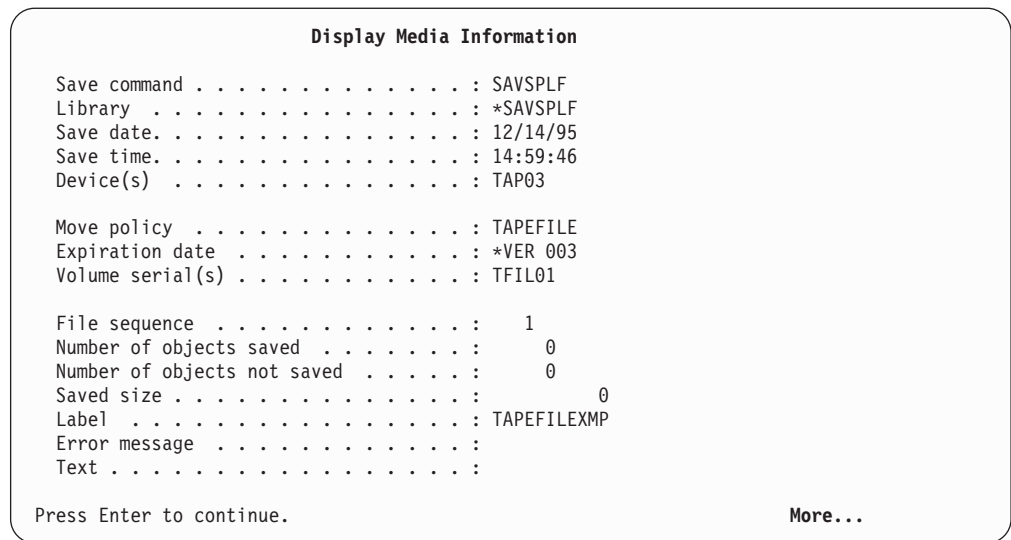 Display Media Information
Save command . . . . . . . . . . . . . : SAVSPLF
Library . . . . . . . . . . . . . . . : *SAVSPLF
Save date. . . . . . . . . . . . . . . : 12/14/95
Save time. . . . . . . . . . . . . . . : 14:59:46
Device(s) . . . . . . . . . . . . . . : TAP03
Move policy . . . . . . . . . . . . . : TAPEFILE
Expiration date . . . . . . . . . . . : *VER 003
Volume serial(s) . . . . . . . . . . . : TFIL01
File sequence . . . . . . . . . . . . : 1
Number of objects saved . . . . . . . : 0
Number of objects not saved . . . . . : 0
Saved size . . . . . . . . . . . . . . : 0
Label . . . . . . . . . . . . . . . . : TAPEFILEXMP
Error message . . . . . . . . . . . . :
Text . . . . . . . . . . . . . . . . . :
Press Enter to continue. More...